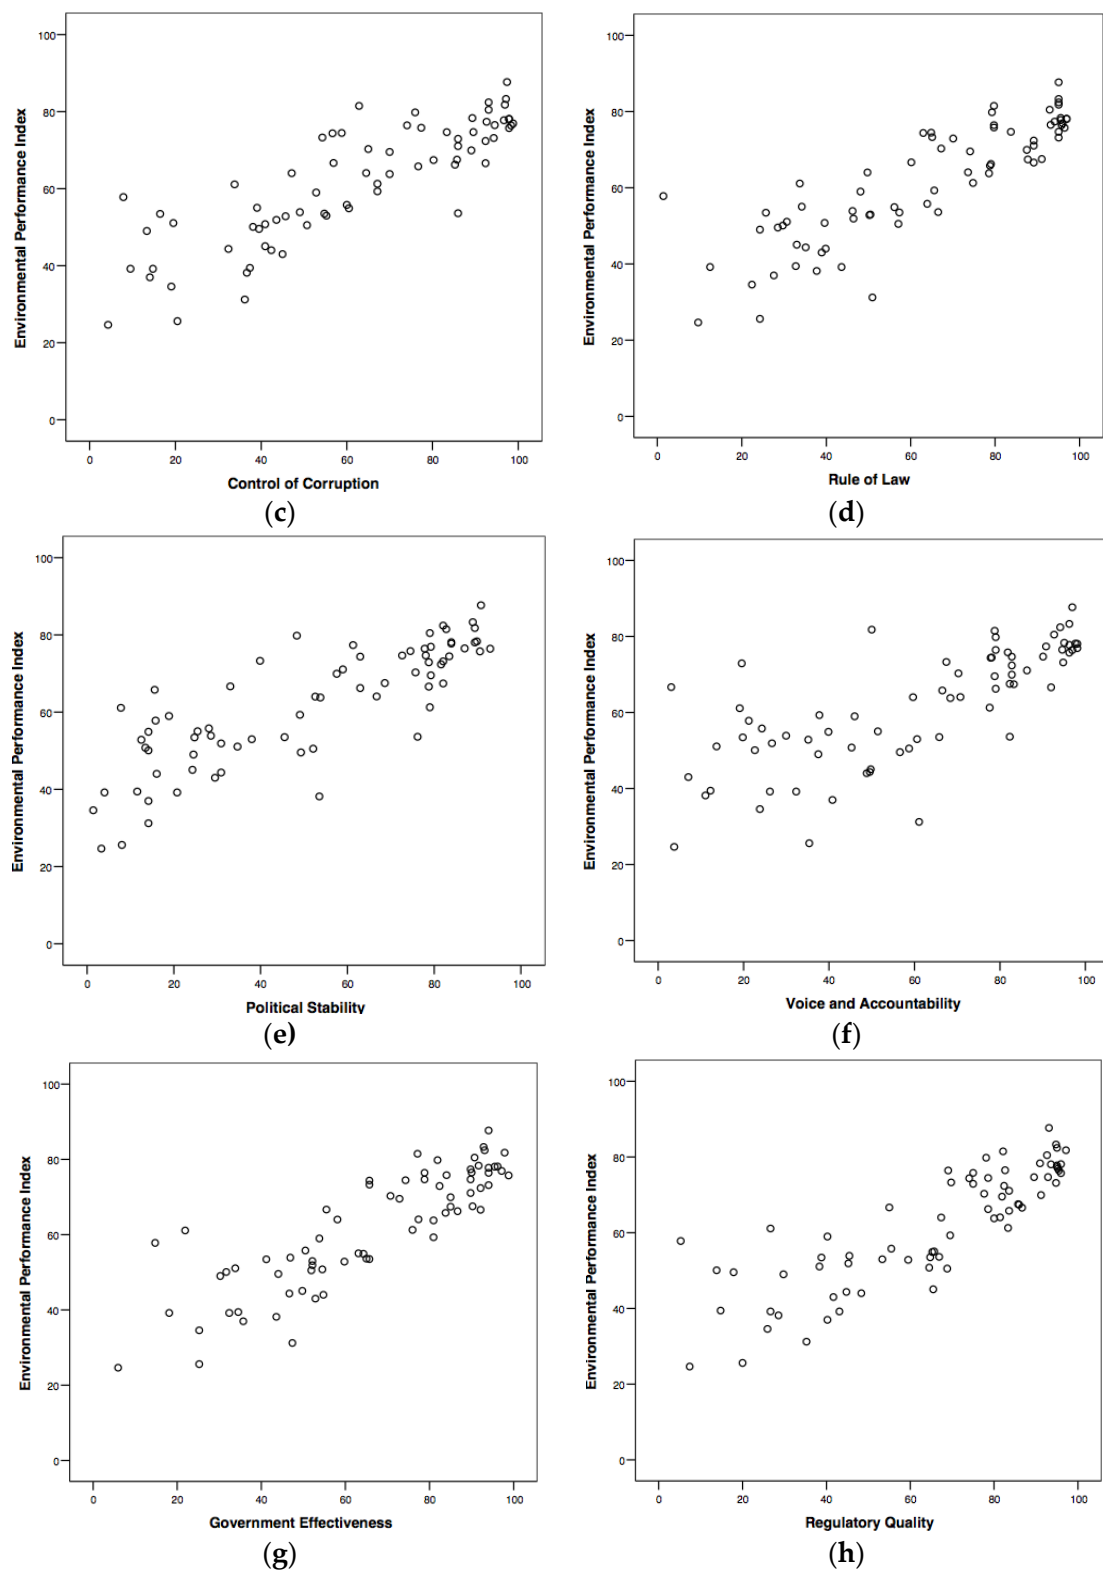 100
80
60
40
20
0
Environmental Performance Index
0 20 40 60 80 100
Control of Corruption
(c)
100
80
60
40
20
0
Environmental Performance Index
0 20 40 60 80 100
Rule of Law
(d)
100
80
60
40
20
0
Environmental Performance Index
0 20 40 60 80 100
Political Stability
(e)
100
80
60
40
20
0
Environmental Performance Index
0 20 40 60 80 100
Voice and Accountability
(f)
100
80
60
40
20
0
Environmental Performance Index
0 20 40 60 80 100
Government Effectiveness
(g)
100
80
60
40
20
0
Environmental Performance Index
0 20 40 60 80 100
Regulatory Quality
(h)